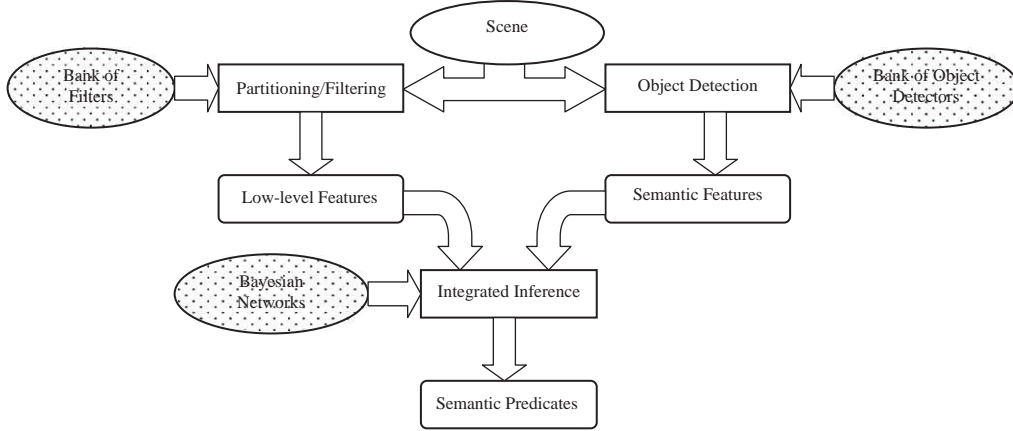 Scene
Bank of
Filters
Partitioning/Filtering
Object Detection
Bank of Object
Detectors
Low-level Features
Semantic Features
Bayesian
Networks
Integrated Inference
Semantic Predicates